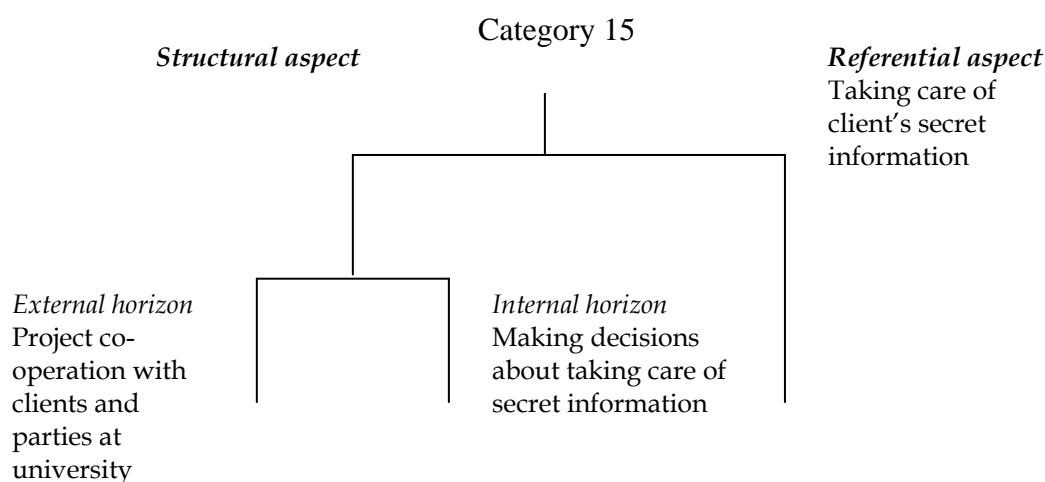 Category 15
Structural aspect
Referential aspect
Taking care of
client’s secret
information
External horizon
Project co-
operation with
clients and
parties at
university
Internal horizon
Making decisions
about taking care of
secret information